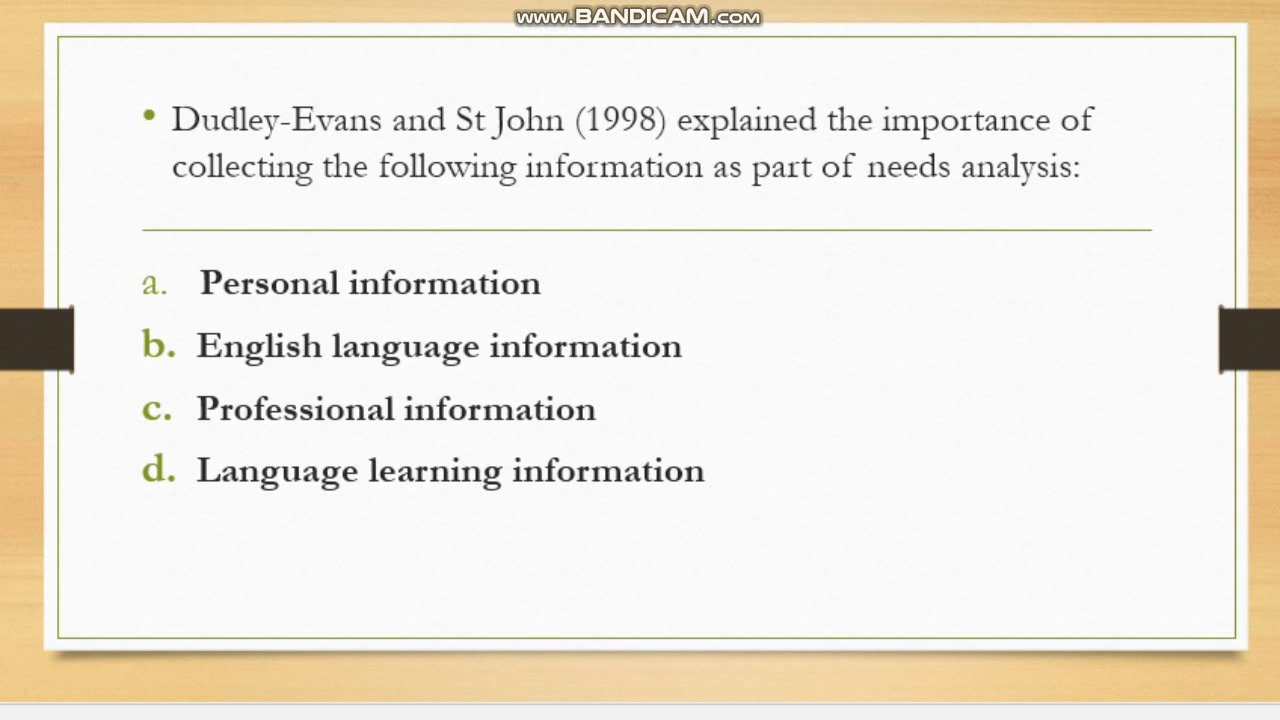 www.BANDICAM.com
• Dudley-Evans and St John (1998) explained the importance of
collecting the following information as part of needs analysis:
a. Personal information
b. English language information
c. Professional information
d. Language learning information